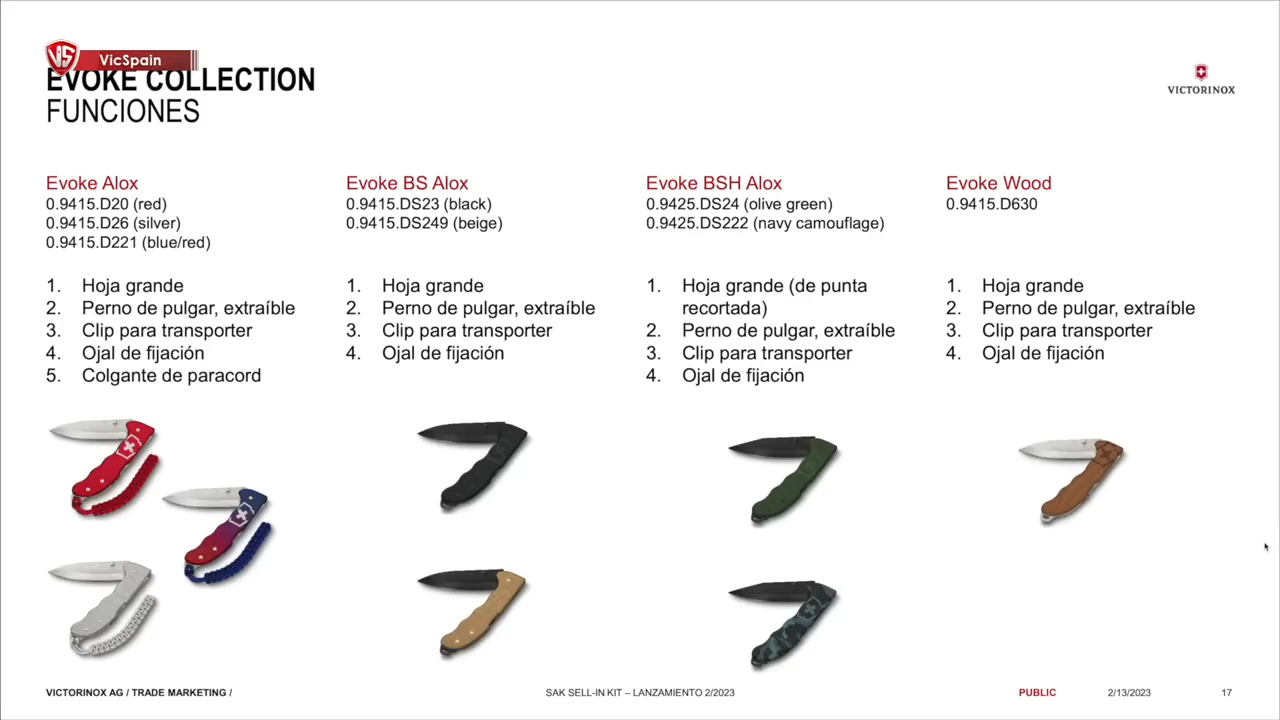 VS VicSpain
EVOKE COLLECTION
FUNCIONES
VICTORINOX
Evoke Alox
0.9415.D20 (red)
0.9415.D26 (silver)
0.9415.D221 (blue/red)
1. Hoja grande
2. Perno de pulgar, extraíble
3. Clip para transporter
4. Ojal de fijación
5. Colgante de paracord
Evoke BS Alox
0.9415.DS23 (black)
0.9415.DS249 (beige)
1. Hoja grande
2. Perno de pulgar, extraíble
3. Clip para transporter
4. Ojal de fijación
Evoke BSH Alox
0.9425.DS24 (olive green)
0.9425.DS222 (navy camouflage)
1. Hoja grande (de punta
recortada)
2. Perno de pulgar, extraíble
3. Clip para transporter
4. Ojal de fijación
Evoke Wood
0.9415.D630
1. Hoja grande
2. Perno de pulgar, extraíble
3. Clip para transporter
4. Ojal de fijación
VICTORINOX AG / TRADE MARKETING /
SAK SELL-IN KIT – LANZAMIENTO 2/2023
PUBLIC
2/13/2023
17